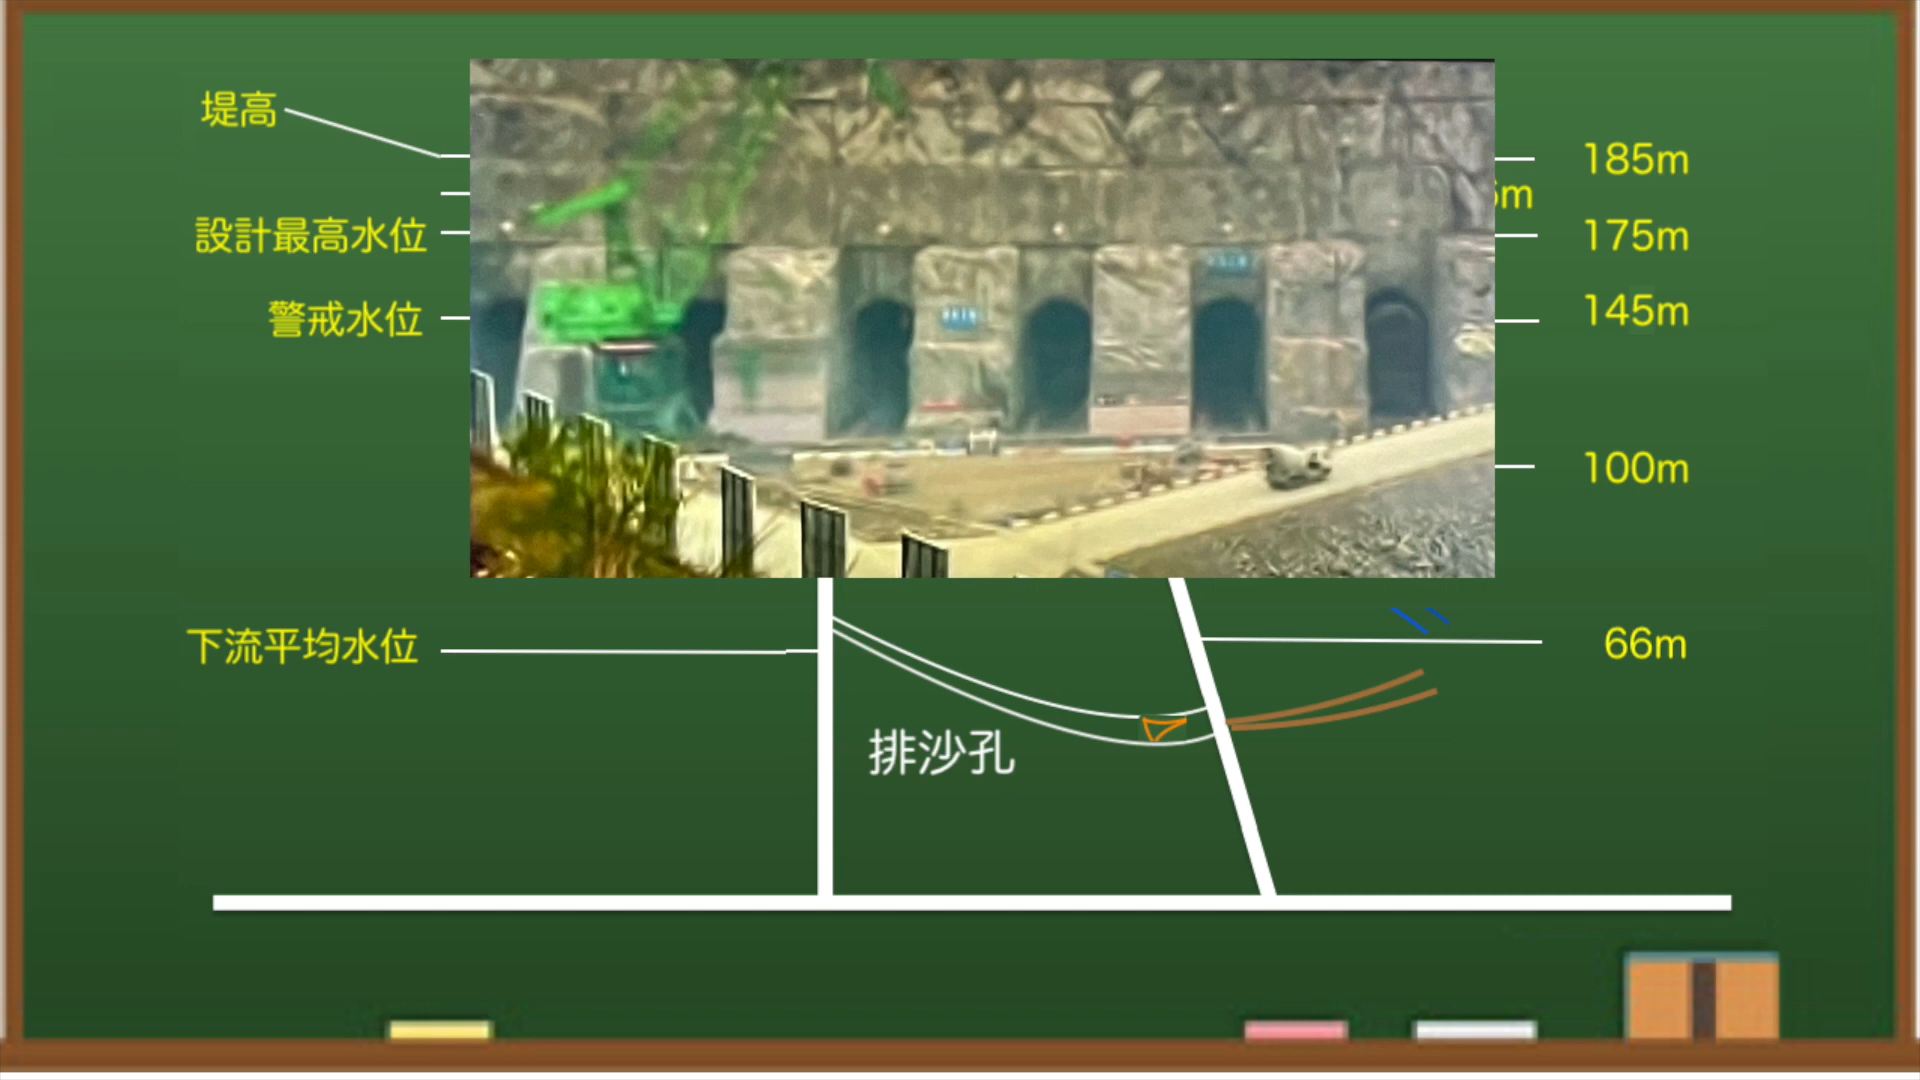 堤高
185m
設計最高水位
175m
警戒水位
145m
100m
下流平均水位
66m
排沙孔